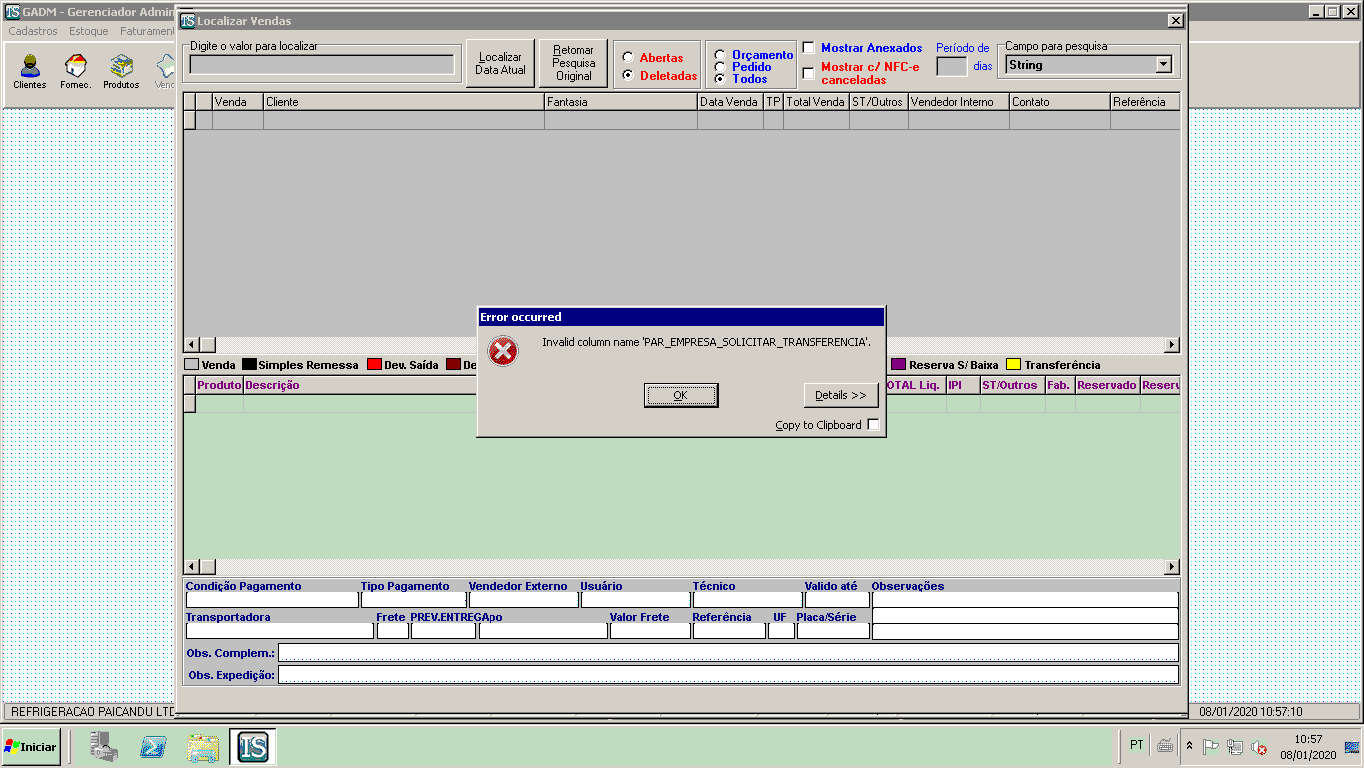 GADM - Gerenciador Admin
Cadastros Estoque Faturament
Clientes Fornec. Produtos
Localizar Vendas
Digite o valor para localizar
Localizar
Data Atual
Retomar
Pesquisa
Original
Abertas
Deletadas
Orçamento
Pedido
Todos
Mostrar Anexados
Mostrar c/ NFC-e
canceladas
Período de
dias
Campo para pesquisa
String
Venda Cliente Fantasia Data Venda TP Total Venda ST/Outros Vendedor Interno Contato Referência
Error occurred
Invalid column name 'PAR_EMPRESA_SOLICITAR_TRANSFERENCIA'.
OK
Details >>
Copy to Clipboard
Venda Simples Remessa Dev. Saída De Reserva S/ Baixa Transferência
Produto Descrição OTAL Liq. IPI ST/Outros Fab. Reservado Reserv
Condição Pagamento Tipo Pagamento Vendedor Externo Usuário Técnico Valido até Observações
Transportadora Frete PREV.ENTREGA po Valor Frete Referência UF Placa/Série
Obs. Complem.:
Obs. Expedição:
REFRIGERACAO PAICANDU LTD 08/01/2020 10:57:10
Iniciar
IS
PT
10:57
08/01/2020